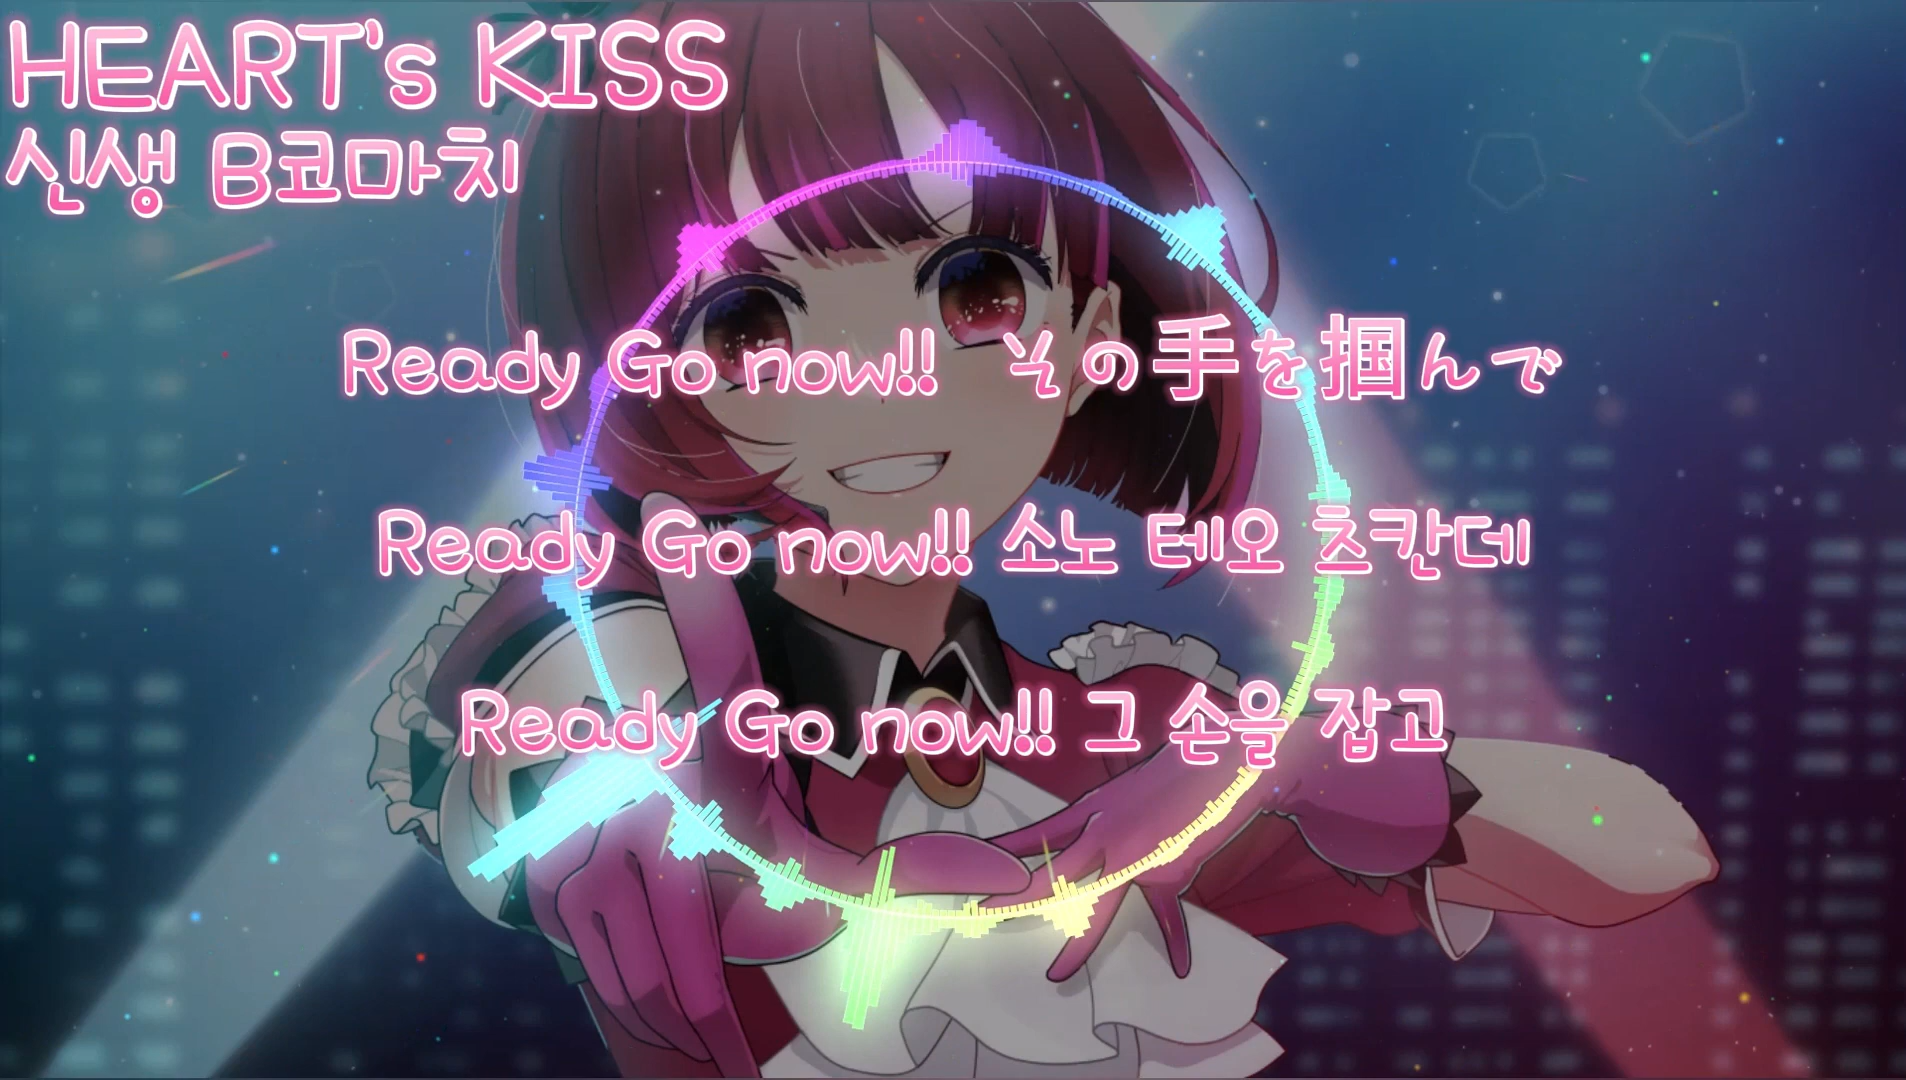 HEART's KISS
신생 B코마치
Ready Go now!! その手を掴んで
Ready Go now!! 소노 테오 츠칸데
Ready Go now!! 그 손을 잡고